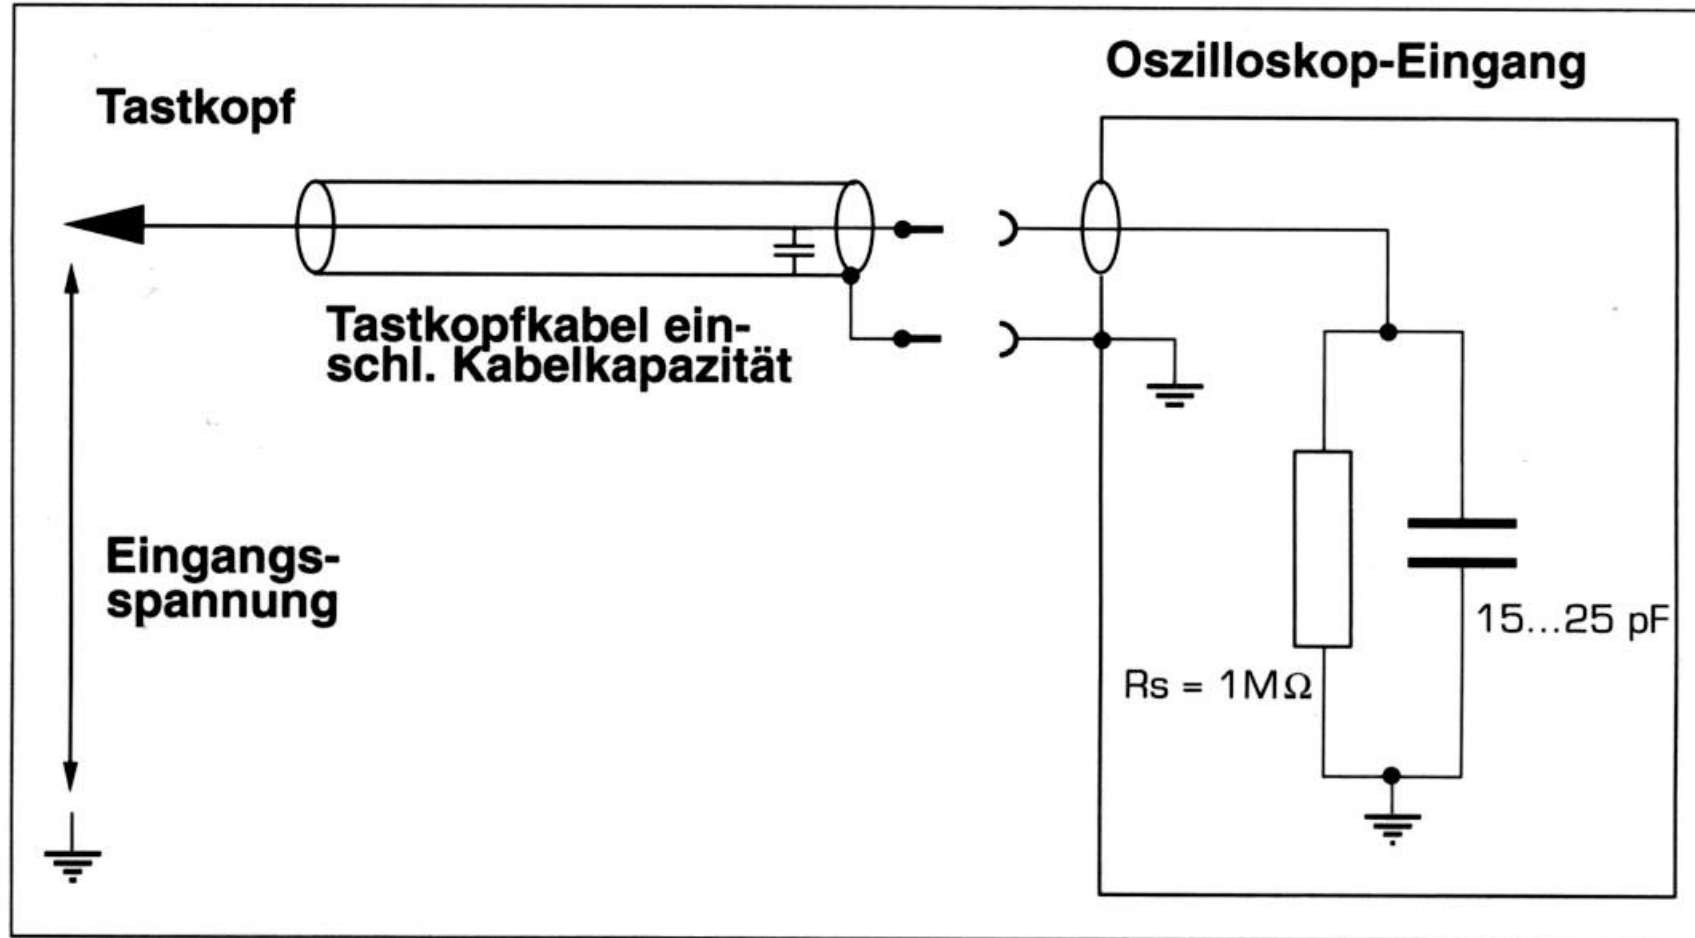 Oszilloskop-Eingang
Tastkopf
Tastkopfkabel ein-
schl. Kabelkapazität
Eingangs-
spannung
15...25 pF
Rs = 1MΩ